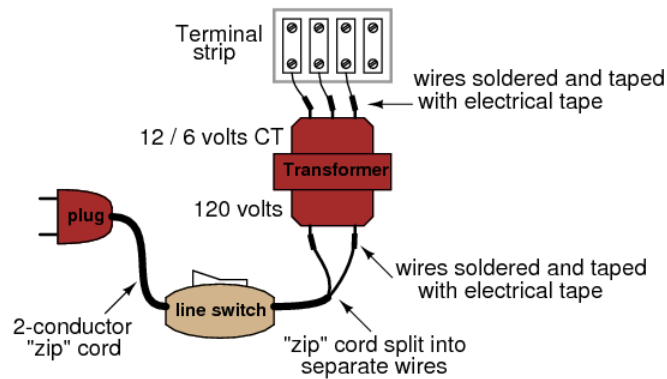 Terminal
strip
wires soldered and taped
with electrical tape
12 / 6 volts CT
Transformer
120 volts
plug
wires soldered and taped
with electrical tape
line switch
2-conductor
"zip" cord
"zip" cord split into
separate wires